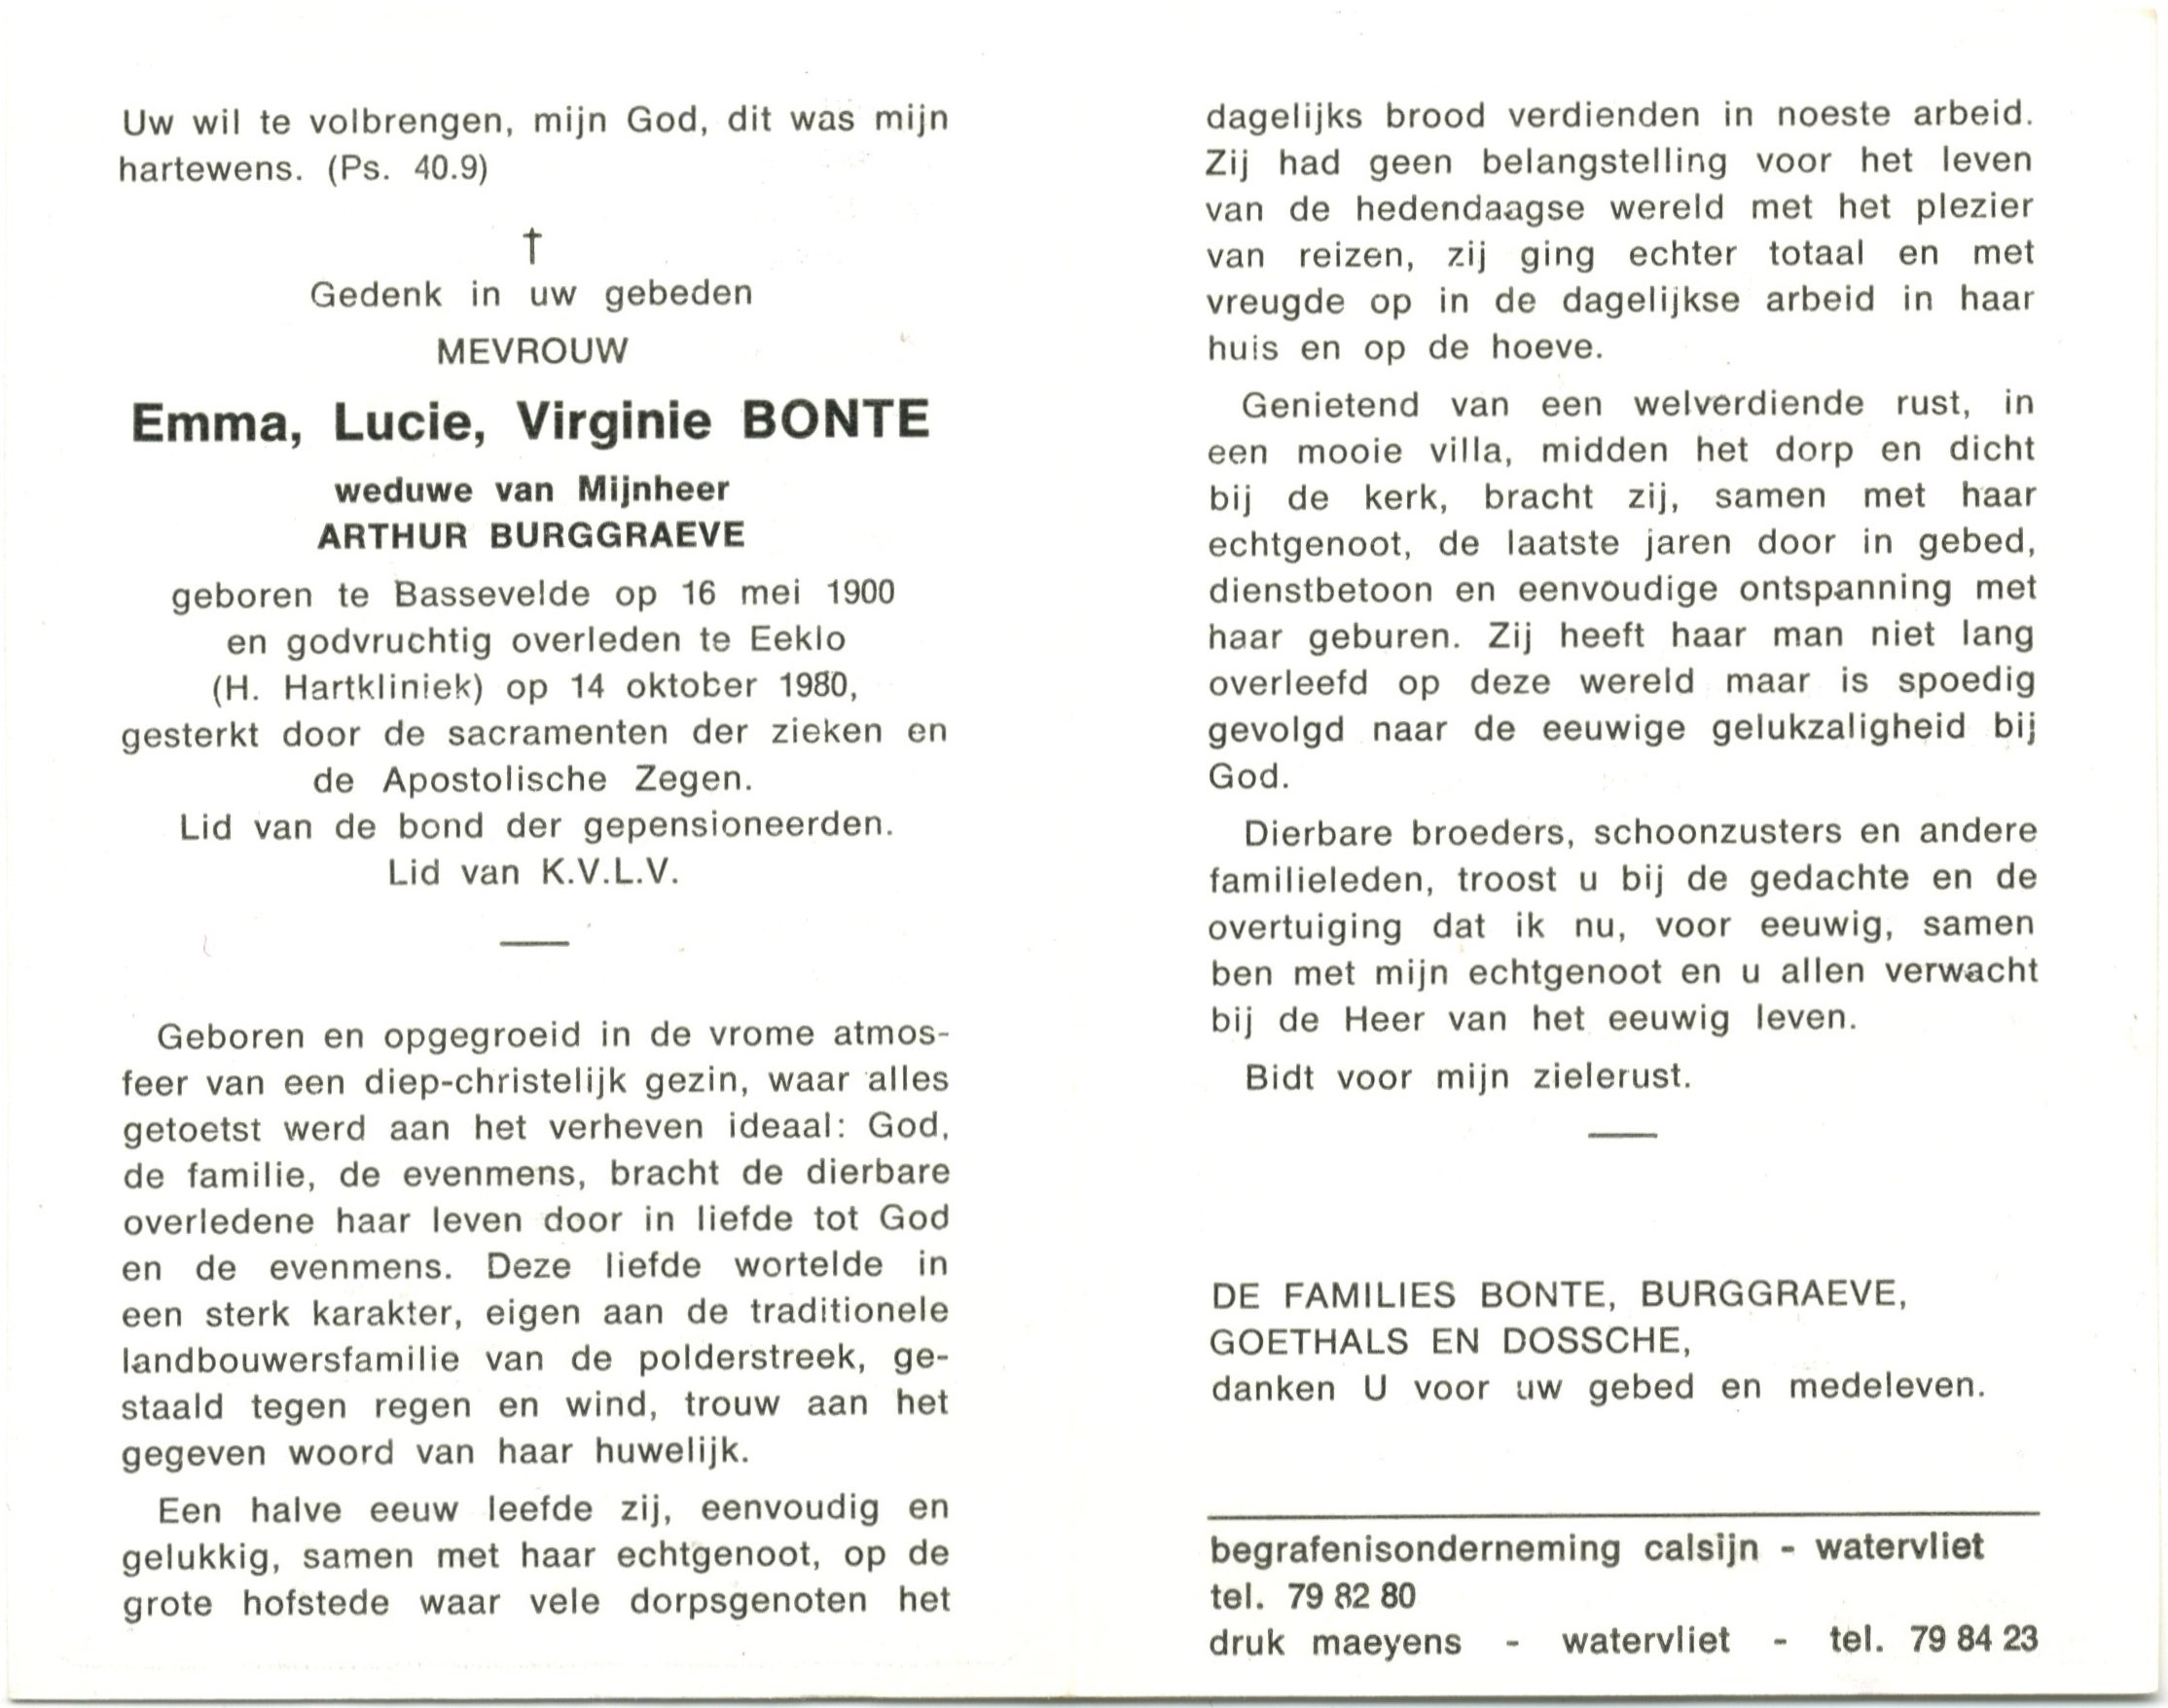 Uw wil te volbrengen, mijn God, dit was mijn
hartewens. (Ps. 40.9)
†
Gedenk in uw gebeden
MEVROUW
Emma, Lucie, Virginie BONTE
weduwe van Mijnheer
ARTHUR BURGGRAEVE
geboren te Bassevelde op 16 mei 1900
en godvruchtig overleden te Eeklo
(H. Hartkliniek) op 14 oktober 1980,
gesterkt door de sacramenten der zieken en
de Apostolische Zegen.
Lid van de bond der gepensioneerden.
Lid van K.V.L.V.
Geboren en opgegroeid in de vrome atmos-
feer van een diep-christelijk gezin, waar alles
getoetst werd aan het verheven ideaal: God,
de familie, de evenmens, bracht de dierbare
overledene haar leven door in liefde tot God
en de evenmens. Deze liefde wortelde in
een sterk karakter, eigen aan de traditionele
landbouwersfamilie van de polderstreek, ge-
staald tegen regen en wind, trouw aan het
gegeven woord van haar huwelijk.
Een halve eeuw leefde zij, eenvoudig en
gelukkig, samen met haar echtgenoot, op de
grote hofstede waar vele dorpsgenoten het
dagelijks brood verdienden in noeste arbeid.
Zij had geen belangstelling voor het leven
van de hedendaagse wereld met het plezier
van reizen, zij ging echter totaal en met
vreugde op in de dagelijkse arbeid in haar
huis en op de hoeve.
Genietend van een welverdiende rust, in
een mooie villa, midden het dorp en dicht
bij de kerk, bracht zij, samen met haar
echtgenoot, de laatste jaren door in gebed,
dienstbetoon en eenvoudige ontspanning met
haar geburen. Zij heeft haar man niet lang
overleefd op deze wereld maar is spoedig
gevolgd naar de eeuwige gelukzaligheid bij
God.
Dierbare broeders, schoonzusters en andere
familieleden, troost u bij de gedachte en de
overtuiging dat ik nu, voor eeuwig, samen
ben met mijn echtgenoot en u allen verwacht
bij de Heer van het eeuwig leven.
Bidt voor mijn zielerust.
DE FAMILIES BONTE, BURGGRAEVE,
GOETHALS EN DOSSCHE,
danken U voor uw gebed en medeleven.
begrafenisonderneming calsijn - watervliet
tel. 79 82 80
druk maeyens - watervliet - tel. 79 84 23